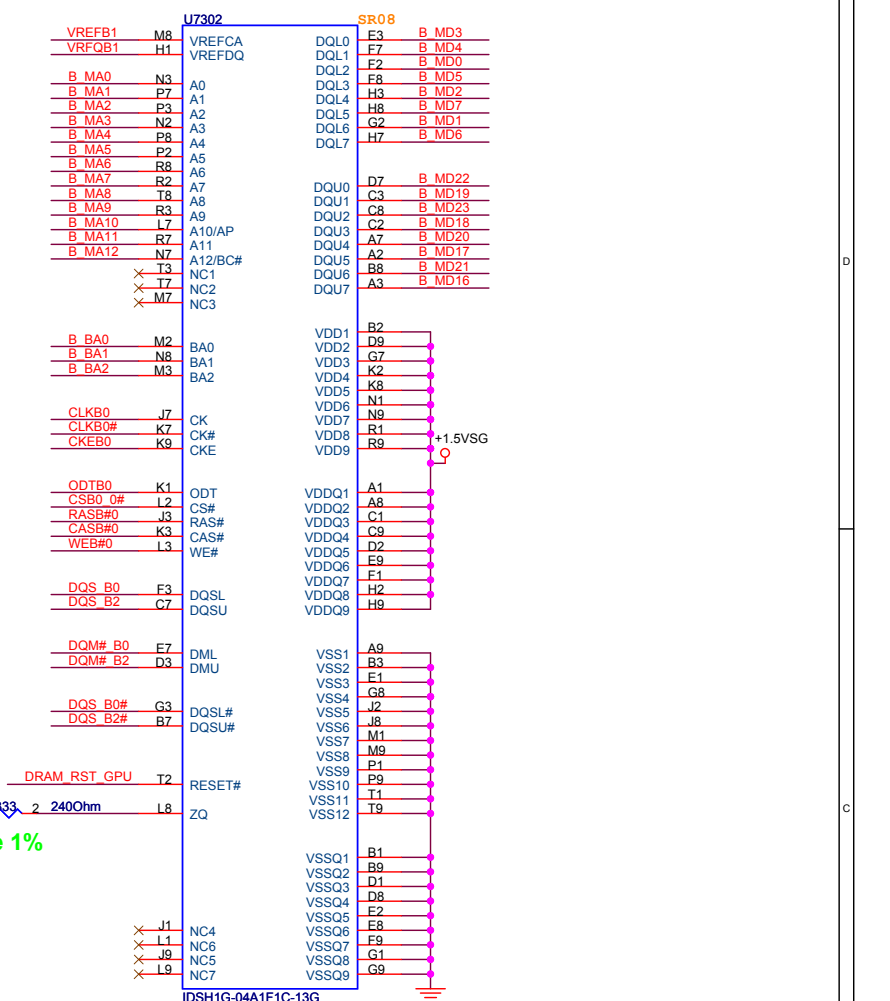 U7302 SR08
VREFB1 M8 VREFCA DQL0 E3 B_MD3
VRFQB1 H1 VREFDQ DQL1 F7 B_MD4
DQL2 F2 B_MD0
B_MA0 N3 A0 DQL3 F8 B_MD5
B_MA1 P7 A1 DQL4 H3 B_MD2
B_MA2 P3 A2 DQL5 H8 B_MD7
B_MA3 N2 A3 DQL6 G2 B_MD1
B_MA4 P8 A4 DQL7 H7 B_MD6
B_MA5 P2 A5
B_MA6 R8 A6
B_MA7 R2 A7 DQU0 D7 B_MD22
B_MA8 T8 A8 DQU1 C3 B_MD19
B_MA9 R3 A9 DQU2 C8 B_MD23
B_MA10 L7 A10/AP DQU3 C2 B_MD18
B_MA11 R7 A11 DQU4 A7 B_MD20
B_MA12 N7 A12/BC# DQU5 A2 B_MD17
T3 NC1 DQU6 B8 B_MD21
T7 NC2 DQU7 A3 B_MD16
M7 NC3
D
VDD1 B2
B_BA0 M2 BA0 VDD2 D9
B_BA1 N8 BA1 VDD3 G7
B_BA2 M3 BA2 VDD4 K2
VDD5 K8
VDD6 N1
CLKB0 J7 CK VDD7 N9
CLKB0# K7 CK# VDD8 R1
CKEB0 K9 CKE VDD9 R9
+1.5VSG
ODTB0 K1 ODT VDDQ1 A1
CSB0_0# L2 CS# VDDQ2 A8
RASB#0 J3 RAS# VDDQ3 C1
CASB#0 K3 CAS# VDDQ4 C9
WEB#0 L3 WE# VDDQ5 D2
VDDQ6 E9
VDDQ7 F1
DQS_B0 F3 DQSL VDDQ8 H2
DQS_B2 C7 DQSU VDDQ9 H9
DQM#_B0 E7 DML VSS1 A9
DQM#_B2 D3 DMU VSS2 B3
VSS3 E1
VSS4 G8
DQS_B0# G3 DQSL# VSS5 J2
DQS_B2# B7 DQSU# VSS6 J8
VSS7 M1
VSS8 M9
VSS9 P1
DRAM_RST_GPU T2 RESET# VSS10 P9
VSS11 T1
333 2 240Ohm L8 ZQ VSS12 T9
C
e 1%
VSSQ1 B1
VSSQ2 B9
VSSQ3 D1
VSSQ4 D8
VSSQ5 E2
J1 NC4 VSSQ6 E8
L1 NC6 VSSQ7 F9
J9 NC5 VSSQ8 G1
L9 NC7 VSSQ9 G9
IDSH1G-04A1F1C-13G